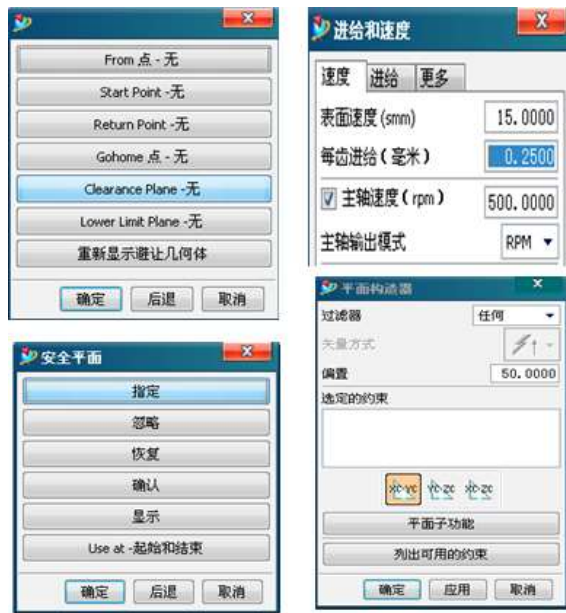 From 点 - 无
Start Point -无
Return Point -无
Gohome 点 - 无
Clearance Plane -无
Lower Limit Plane -无
重新显示避让几何体
确定 后退 取消
进给和速度
速度 进给 更多
表面速度(smm) 15.0000
每齿进给(毫米) 0.2500
主轴速度(rpm) 500.0000
主轴输出模式 RPM
安全平面
指定
忽略
恢复
确认
显示
Use at -起始和结束
确定 后退 取消
平面构造器
过滤器 任何
矢量方式
偏置 50.0000
选定的约束
XC-YC YC-ZC XC-ZC
平面子功能
列出可用的约束
确定 应用 取消